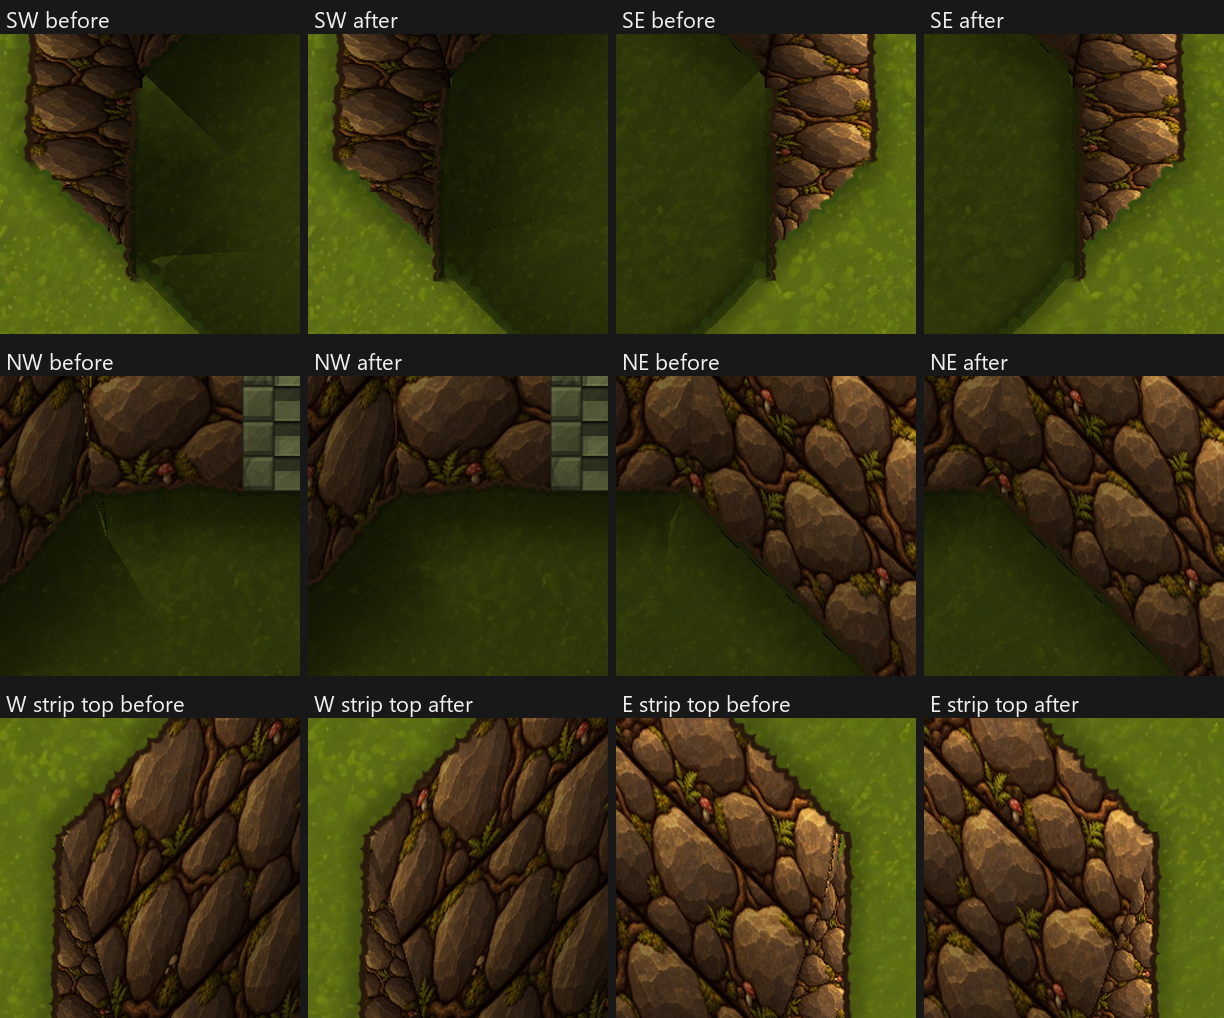 SW before
SW after
SE before
SE after
NW before
NW after
NE before
NE after
W strip top before
W strip top after
E strip top before
E strip top after